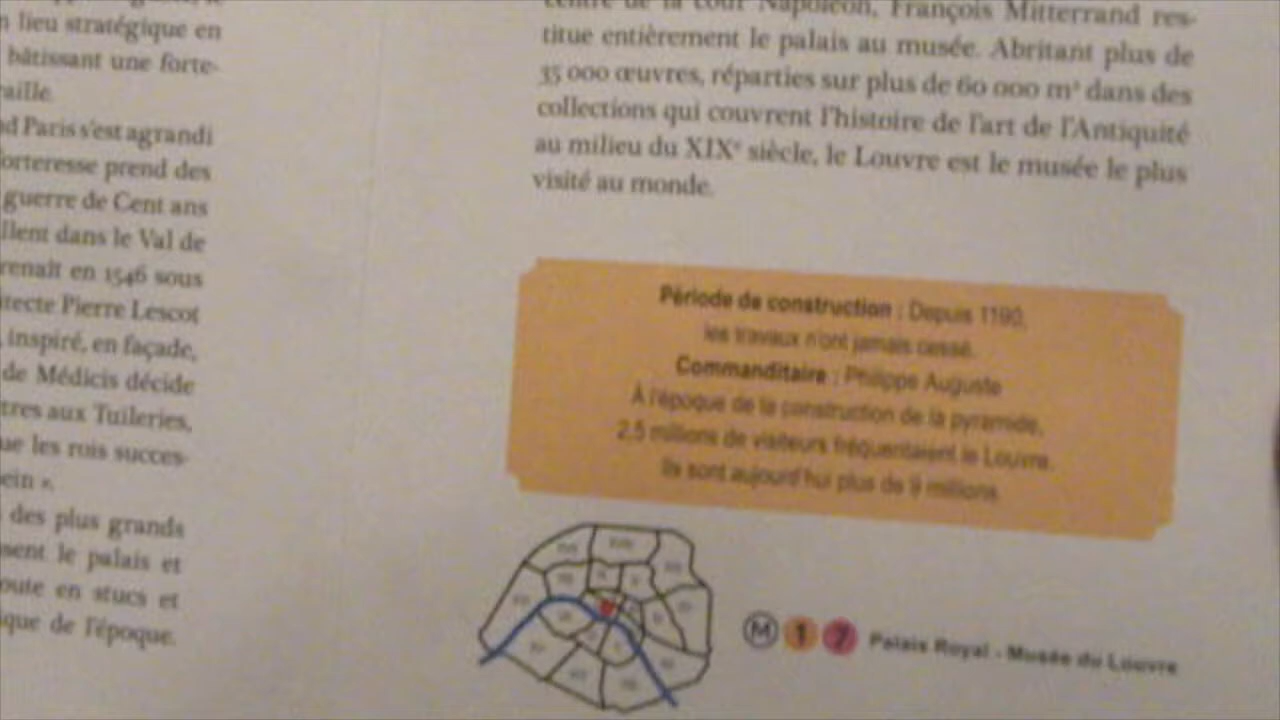 n lieu stratégique en
bâtissant une forte-
aille.
nd Paris s'est agrandi
forteresse prend des
guerre de Cent ans
llent dans le Val de
renaît en 1546 sous
itecte Pierre Lescot
, inspiré, en façade,
de Médicis décide
tres aux Tuileries,
ue les rois succes-
ein ».
des plus grands
sent le palais et
oute en stucs et
ique de l'époque.
centre de la cour Napoléon, François Mitterrand res-
titue entièrement le palais au musée. Abritant plus de
35 000 œuvres, réparties sur plus de 60 000 m² dans des
collections qui couvrent l'histoire de l'art de l'Antiquité
au milieu du XIXe siècle, le Louvre est le musée le plus
visité au monde.
Période de construction : Depuis 1190,
les travaux n'ont jamais cessé.
Commanditaire : Philippe Auguste
À l'époque de la construction de la pyramide,
2,5 millions de visiteurs fréquentaient le Louvre.
Ils sont aujourd'hui plus de 9 millions.
M 1 7 Palais Royal - Musée du Louvre